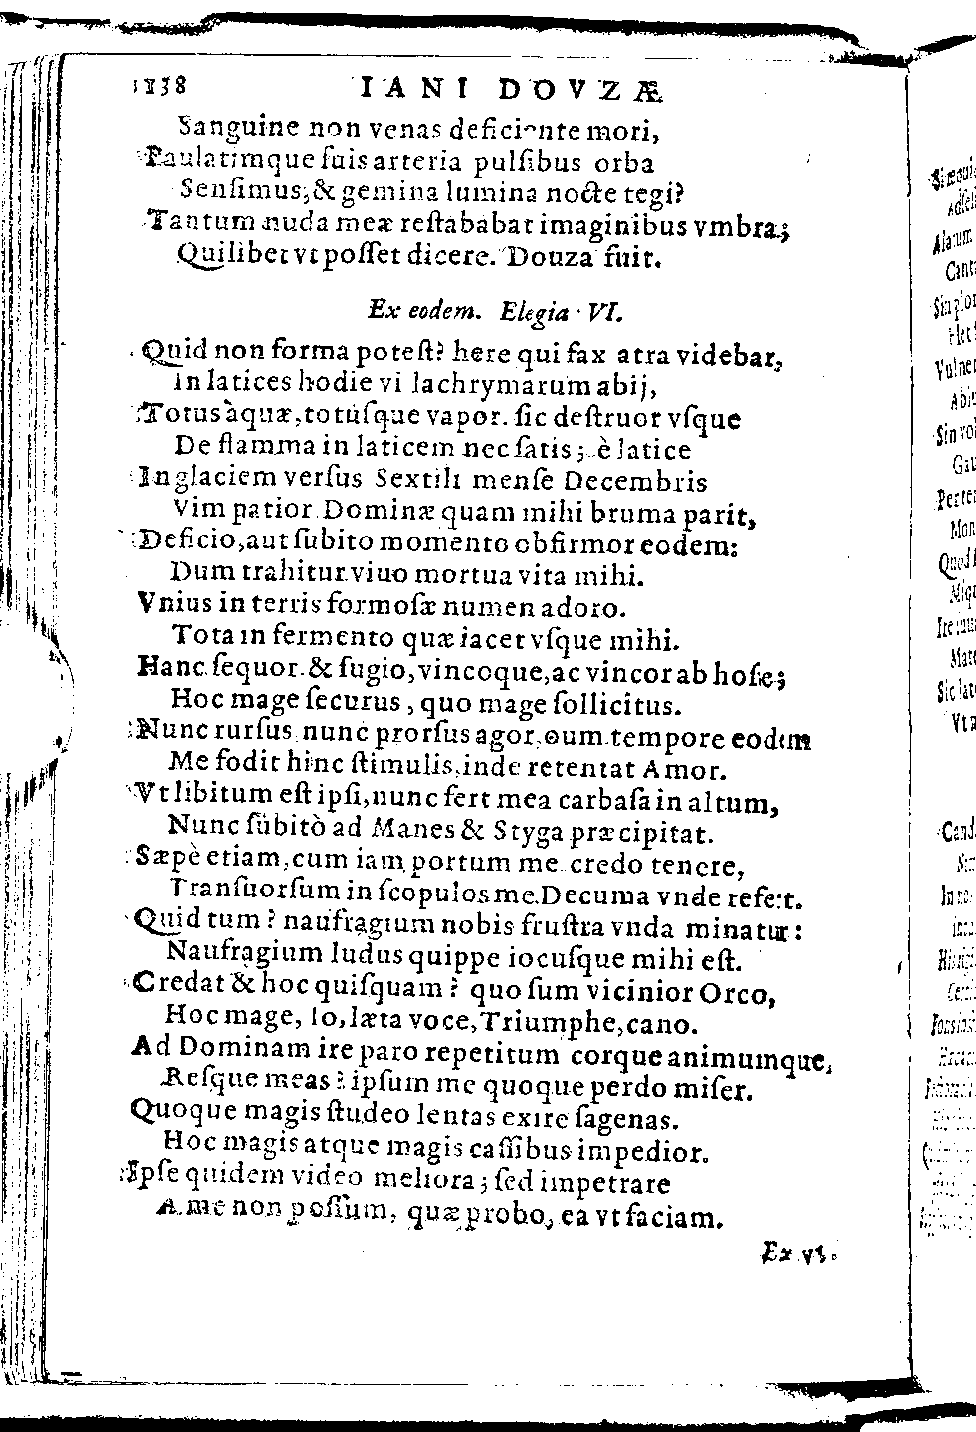 1138 IANI DOVZÆ
Sanguine non venas deficiente mori,
Paulatimque ſuis arteria pulſibus orba
Senſimus, & gemina lumina nocte tegi?
Tantum nuda meæ reſtababat imaginibus vmbra;
Quilibet vt poſſet dicere. Douza fuit.
Ex eodem. Elegia VI.
Quid non forma poteſt? here qui fax atra videbar,
In latices hodie vi lachrymarum abij,
Totus aquæ, totúſque vapor. ſic deſtruor vſque
De flamma in laticem nec ſatis; è latice
In glaciem verſus Sextili menſe Decembris
Vim patior Dominæ quam mihi bruma parit,
Deficio, aut ſubito momento obfirmor eodem:
Dum trahitur viuo mortua vita mihi.
Vnius in terris formoſæ numen adoro.
Tota in fermento quæ iacet vſque mihi.
Hanc ſequor & fugio, vincoque, ac vincor ab hoſte;
Hoc mage ſecurus, quo mage ſollicitus.
Nunc rurſus nunc prorſus agor, cum tempore eodem
Me fodit hinc ſtimulis, inde retentat Amor.
Vt libitum eſt ipſi, nunc fert mea carbaſa in altum,
Nunc ſúbitò ad Manes & Styga præcipitat.
Sæpè etiam, cum iam portum me credo tenere,
Tranſuorſum in ſcopulos me Decuma vnde refert.
Quid tum? naufragium nobis fruſtra vnda minatur:
Naufragium ludus quippe iocuſque mihi eſt.
Credat & hoc quiſquam? quo ſum vicinior Orco,
Hoc mage, Io, læta voce, Triumphe, cano.
Ad Dominam ire paro repetitum corque animumque,
Reſque meas: ipſum me quoque perdo miſer.
Quoque magis ſtudeo lentas exire ſagenas.
Hoc magis atque magis caſſibus impedior.
Ipſe quidem video meliora; ſed impetrare
A me non poſſum, quæ probo, ea vt faciam.
Ex vi.